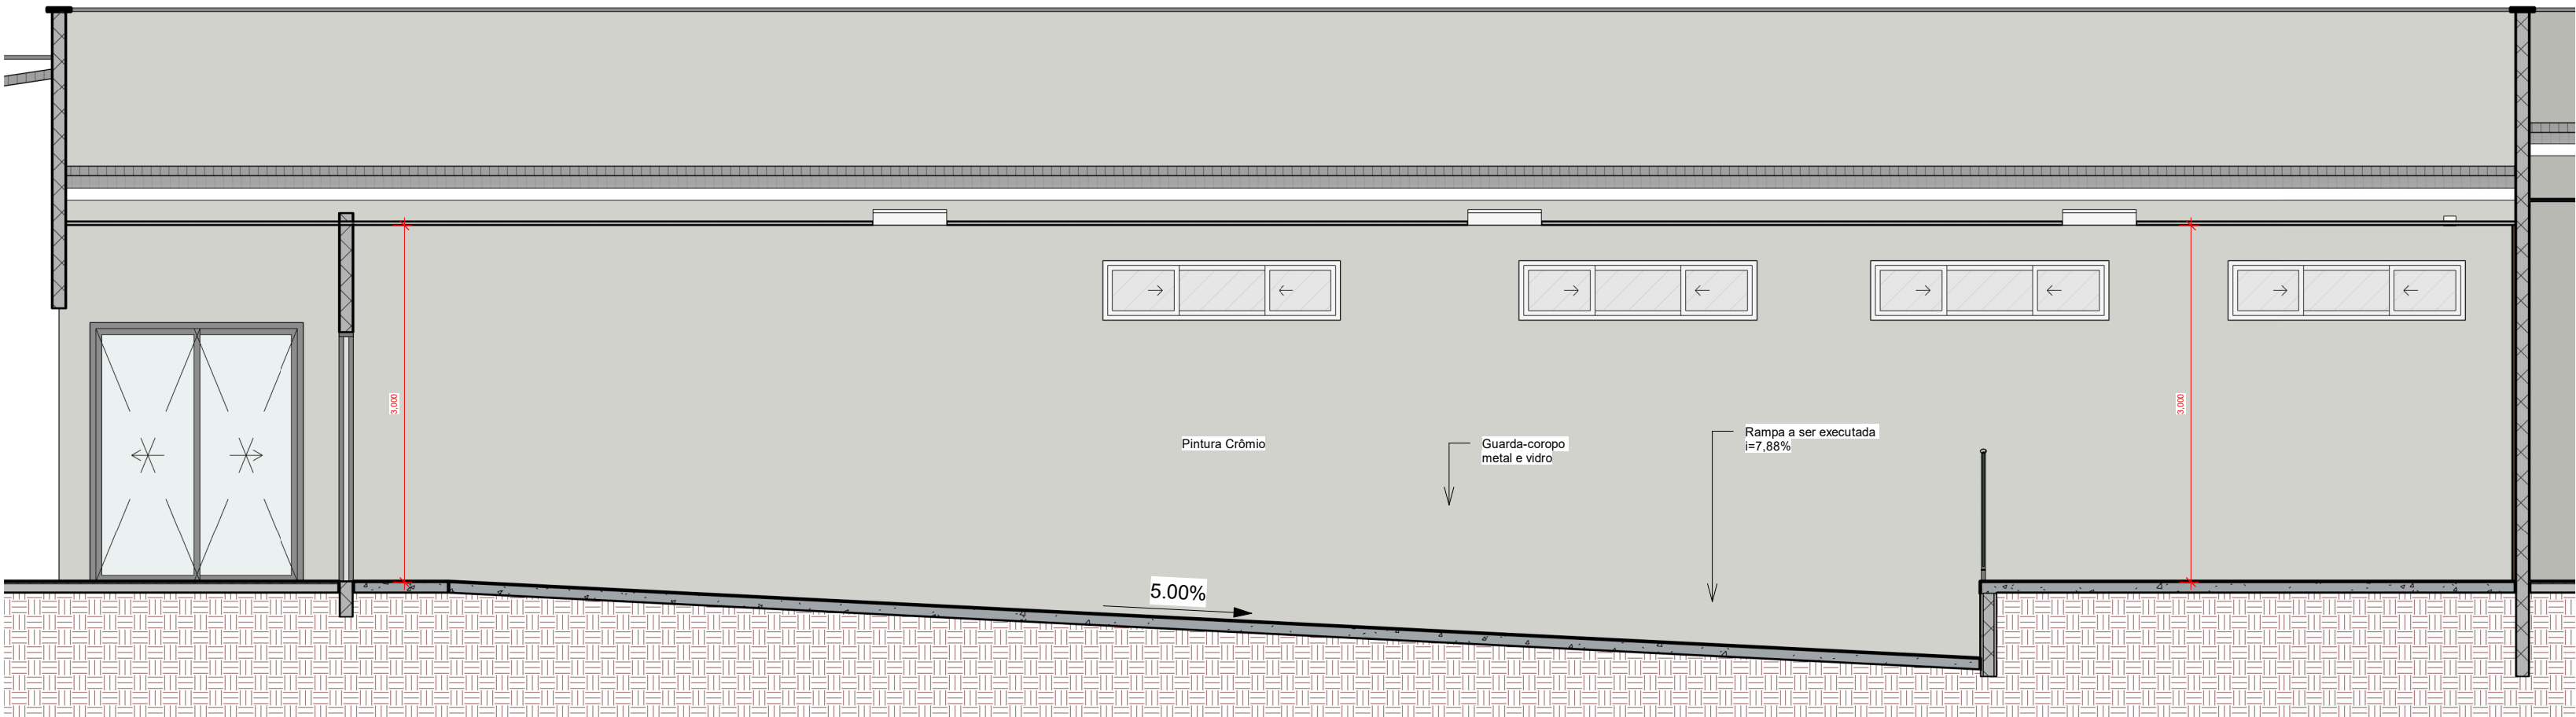 3,000
3,000
Pintura Crômio
Guarda-coropo
metal e vidro
Rampa a ser executada
i=7,88%
5.00%